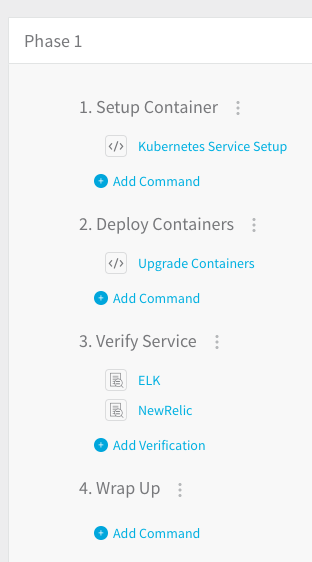 Phase 1
1. Setup Container
</> Kubernetes Service Setup
+ Add Command
2. Deploy Containers
</> Upgrade Containers
+ Add Command
3. Verify Service
ELK
NewRelic
+ Add Verification
4. Wrap Up
+ Add Command